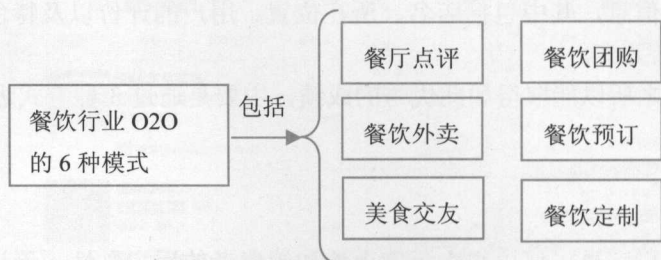 餐饮行业 O2O
的 6 种模式
包括
餐厅点评
餐饮团购
餐饮外卖
餐饮预订
美食交友
餐饮定制